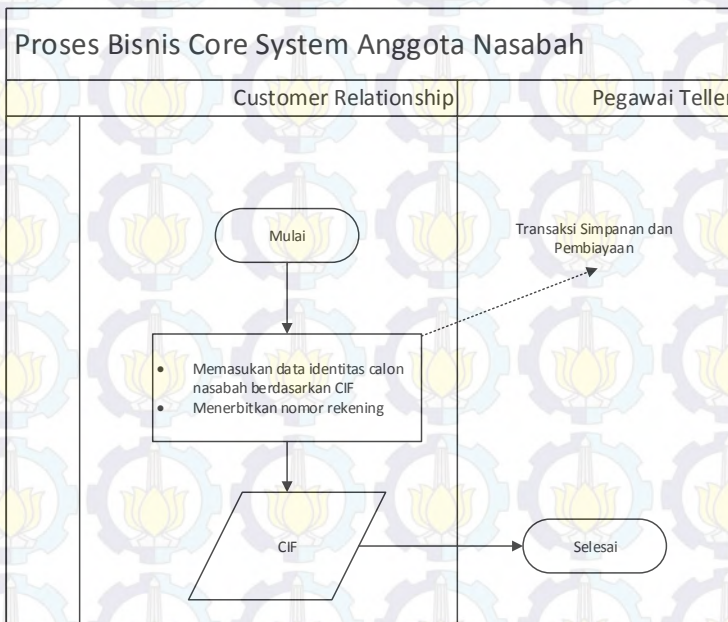 Proses Bisnis Core System Anggota Nasabah
Customer Relationship
Pegawai Teller
Mulai
Transaksi Simpanan dan
Pembiayaan
• Memasukan data identitas calon
nasabah berdasarkan CIF
• Menerbitkan nomor rekening
CIF
Selesai